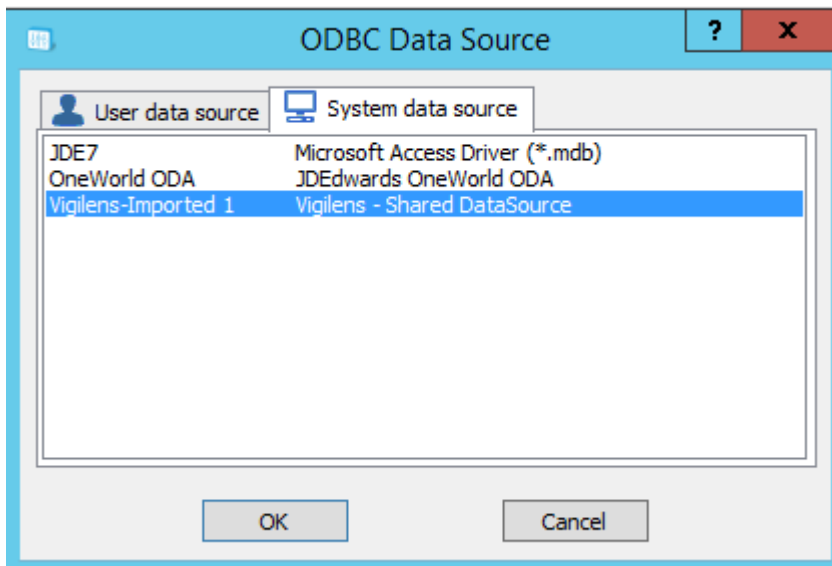 ODBC Data Source
? x
User data source System data source
JDE7 Microsoft Access Driver (*.mdb)
OneWorld ODA JDEdwards OneWorld ODA
Vigilens-Imported 1 Vigilens - Shared DataSource
OK Cancel